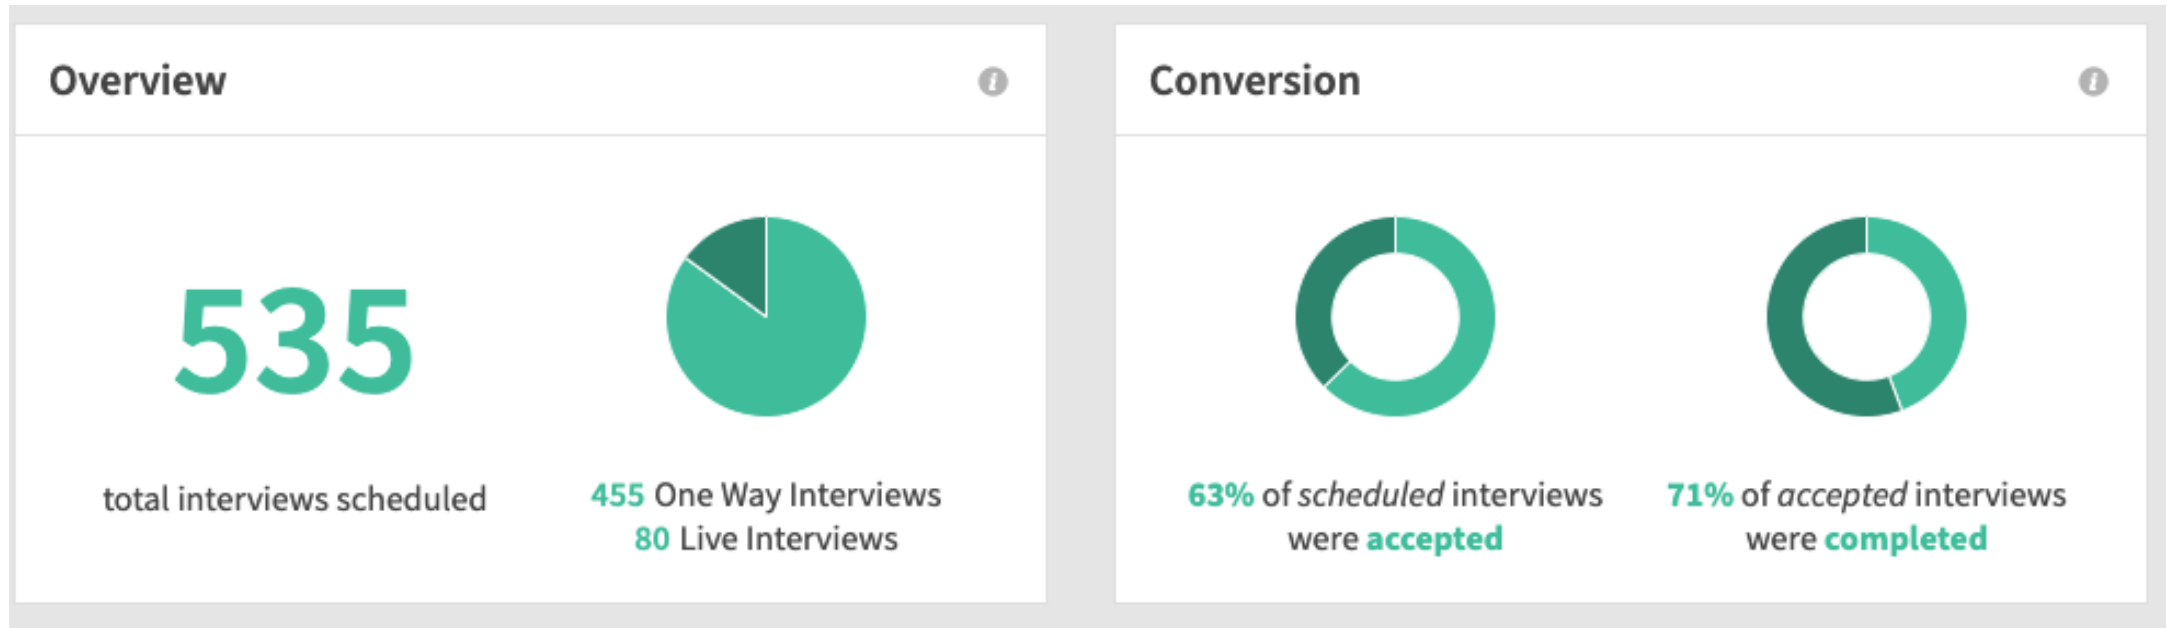 Overview
535
total interviews scheduled
455 One Way Interviews
80 Live Interviews
Conversion
63% of scheduled interviews
were accepted
71% of accepted interviews
were completed